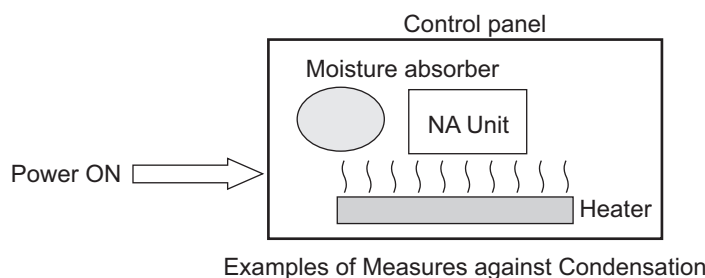 Control panel
Moisture absorber
NA Unit
Power ON
Heater
Examples of Measures against Condensation